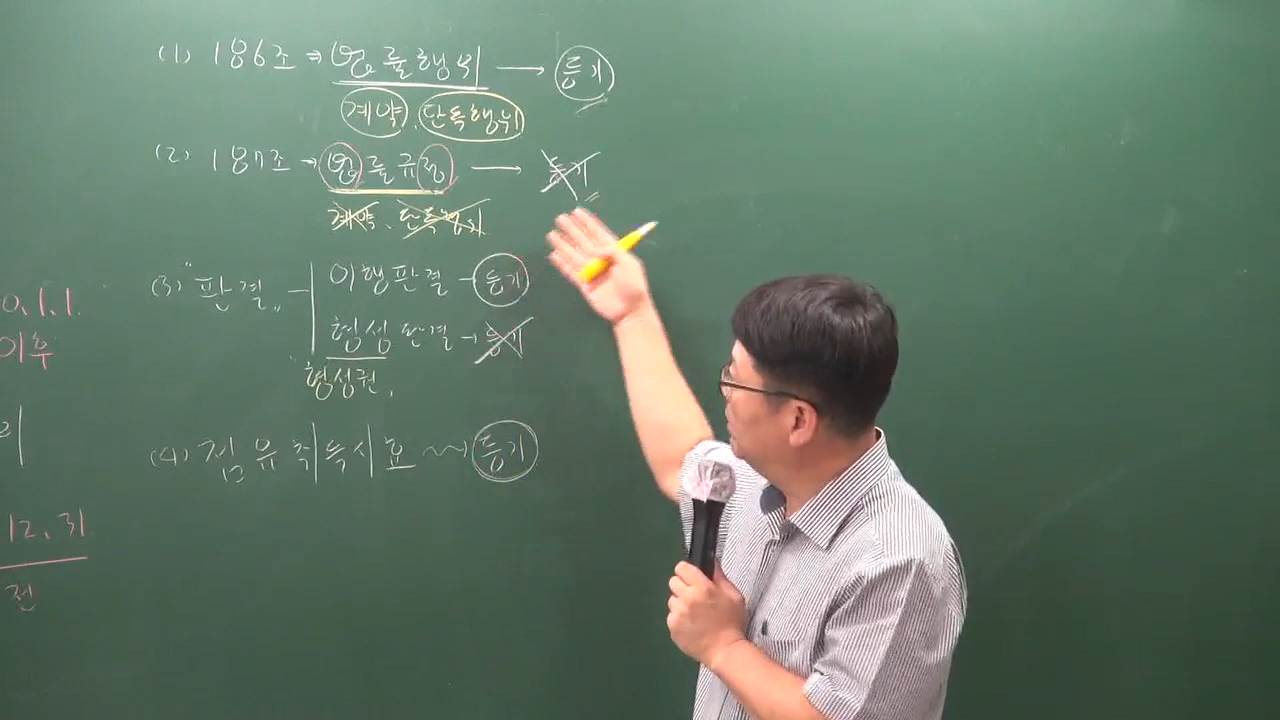 (1) 186조 ⇒ 법률행위 → 등기
계약, 단독행위
(2) 187조 → 법률규정 → 등기
계약, 단독행위
(3) "판결" 이행판결 - 등기
형성판결 → 등기
"형성권,
(4) 점유취득시효 ~~ 등기
0.1.1.
이후
12.31
전